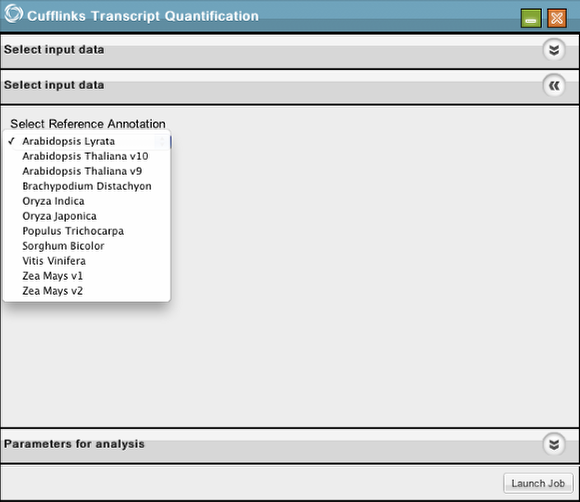 Cufflinks Transcript Quantification
Select input data
Select input data
Select Reference Annotation
✓ Arabidopsis Lyrata
Arabidopsis Thaliana v10
Arabidopsis Thaliana v9
Brachypodium Distachyon
Oryza Indica
Oryza Japonica
Populus Trichocarpa
Sorghum Bicolor
Vitis Vinifera
Zea Mays v1
Zea Mays v2
Parameters for analysis
Launch Job